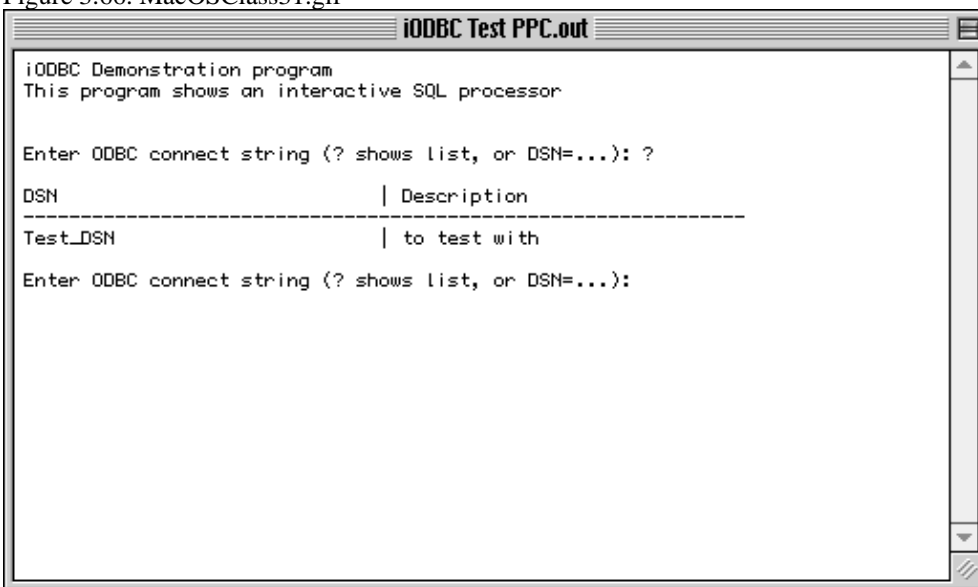 Figure 3.66. MacOSClass31.gif
iODBC Test PPC.out
iODBC Demonstration program
This program shows an interactive SQL processor
Enter ODBC connect string (? shows list, or DSN=...): ?
DSN | Description
---------------------------------------------------------------
Test_DSN | to test with
Enter ODBC connect string (? shows list, or DSN=...):